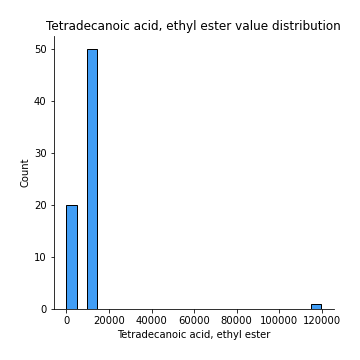 Tetradecanoic acid, ethyl ester value distribution
50
40
30
20
10
0
Count
0 20000 40000 60000 80000 100000 120000
Tetradecanoic acid, ethyl ester